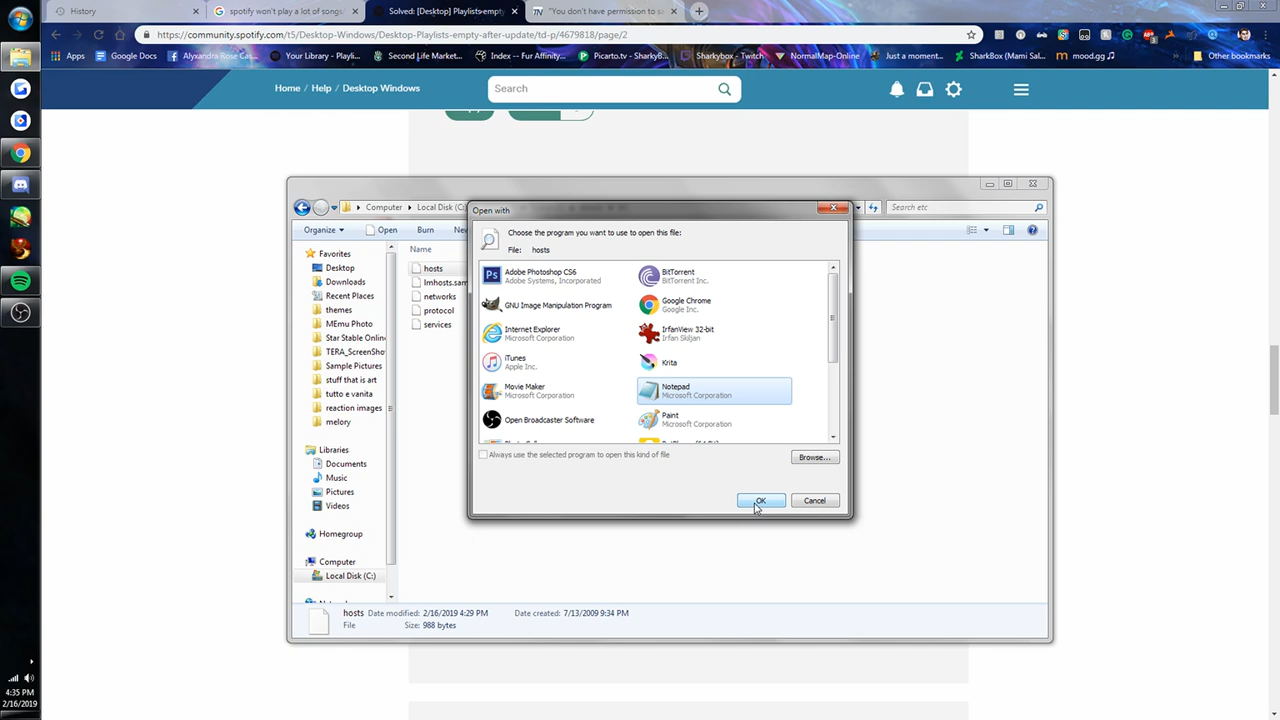 History
spotify won't play a lot of songs/
Solved: [Desktop] Playlists empty
"You don't have permission to sa
https://community.spotify.com/t5/Desktop-Windows/Desktop-Playlists-empty-after-update/td-p/4679818/page/2
Apps
Google Docs
Alyxandra Rose Cas...
Your Library - Playli...
Second Life Market...
Index -- Fur Affinity...
Picarto.tv - SharkyB...
Sharkybox - Twitch
NormalMap-Online
Just a moment...
SharkBox (Mami Sal...
mood.gg ♫
Other bookmarks
Home / Help / Desktop Windows
Search
Computer
Local Disk (C:)
Search etc
Organize
Open
Burn
Favorites
Desktop
Downloads
Recent Places
themes
MEmu Photo
Star Stable Online
TERA_ScreenSho
Sample Pictures
stuff that is art
tutto e vanita
reaction images
melory
Libraries
Documents
Music
Pictures
Videos
Homegroup
Computer
Local Disk (C:)
Name
hosts
lmhosts.sam
networks
protocol
services
Open with
Choose the program you want to use to open this file:
File: hosts
Adobe Photoshop CS6
Adobe Systems, Incorporated
BitTorrent
BitTorrent Inc.
GNU Image Manipulation Program
Google Chrome
Google Inc.
Internet Explorer
Microsoft Corporation
IrfanView 32-bit
Irfan Skiljan
iTunes
Apple Inc.
Krita
Movie Maker
Microsoft Corporation
Notepad
Microsoft Corporation
Open Broadcaster Software
Paint
Microsoft Corporation
Always use the selected program to open this kind of file
Browse...
OK
Cancel
hosts Date modified: 2/16/2019 4:29 PM Date created: 7/13/2009 9:34 PM
File Size: 988 bytes
4:35 PM
2/16/2019